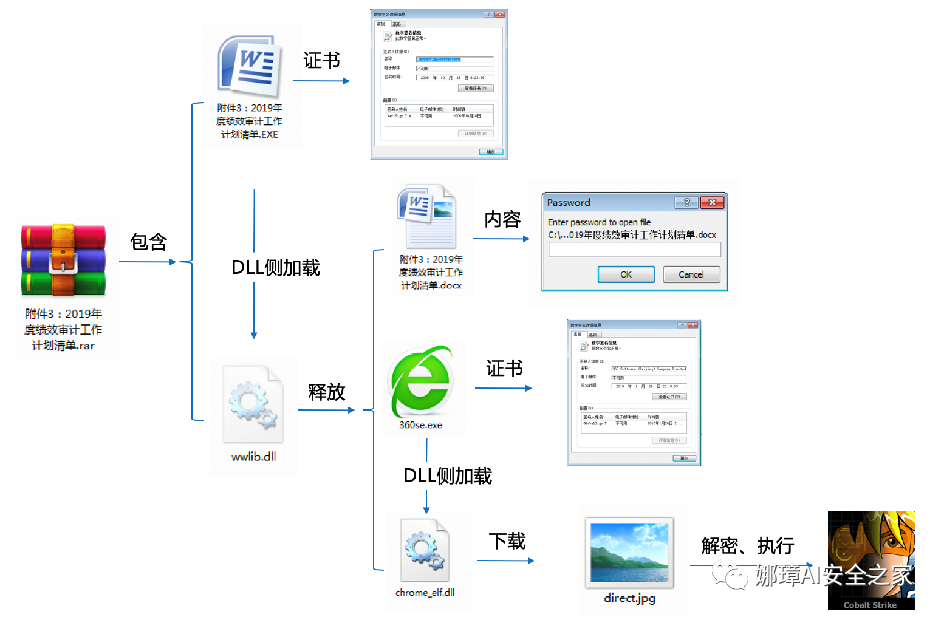 证书
附件3：2019年
度绩效审计工作
计划清单.EXE
包含
DLL侧加载
附件3：2019年
度绩效审计工作
计划清单.rar
附件3：2019年
度绩效审计工作
计划清单.docx
内容
Password
Enter password to open file
C:\...019年度绩效审计工作计划清单.docx
OK
Cancel
释放
wwlib.dll
360se.exe
证书
DLL侧加载
chrome_elf.dll
下载
direct.jpg
解密、执行
娜璋AI安全之家
Cobalt Strike